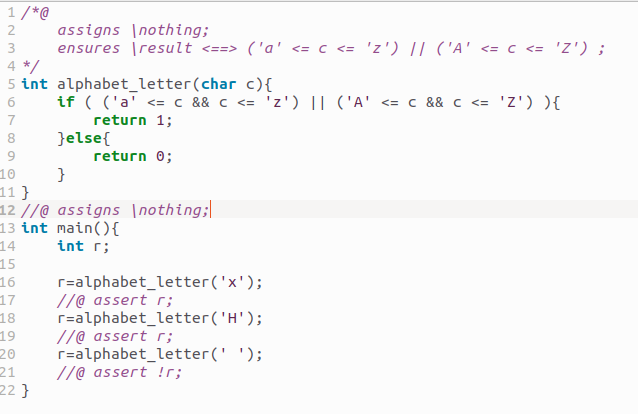 1 /*@
2     assigns \nothing;
3     ensures \result <==> ('a' <= c <= 'z') || ('A' <= c <= 'Z') ;
4 */
5 int alphabet_letter(char c){
6     if ( ('a' <= c && c <= 'z') || ('A' <= c && c <= 'Z') ){
7         return 1;
8     }else{
9         return 0;
10     }
11 }
12 //@ assigns \nothing;
13 int main(){
14     int r;
15
16     r=alphabet_letter('x');
17     //@ assert r;
18     r=alphabet_letter('H');
19     //@ assert r;
20     r=alphabet_letter(' ');
21     //@ assert !r;
22 }